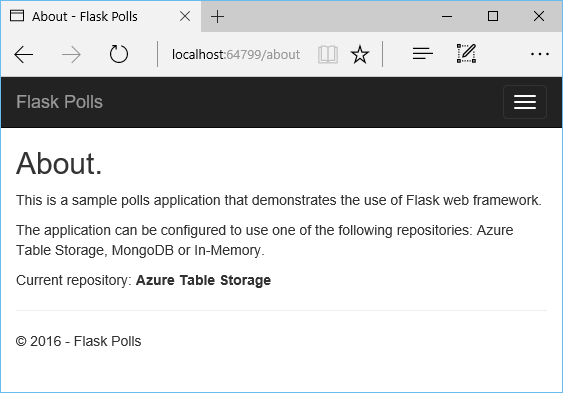 About - Flask Polls
localhost:64799/about
Flask Polls
About.
This is a sample polls application that demonstrates the use of Flask web framework.
The application can be configured to use one of the following repositories: Azure
Table Storage, MongoDB or In-Memory.
Current repository: Azure Table Storage
© 2016 - Flask Polls